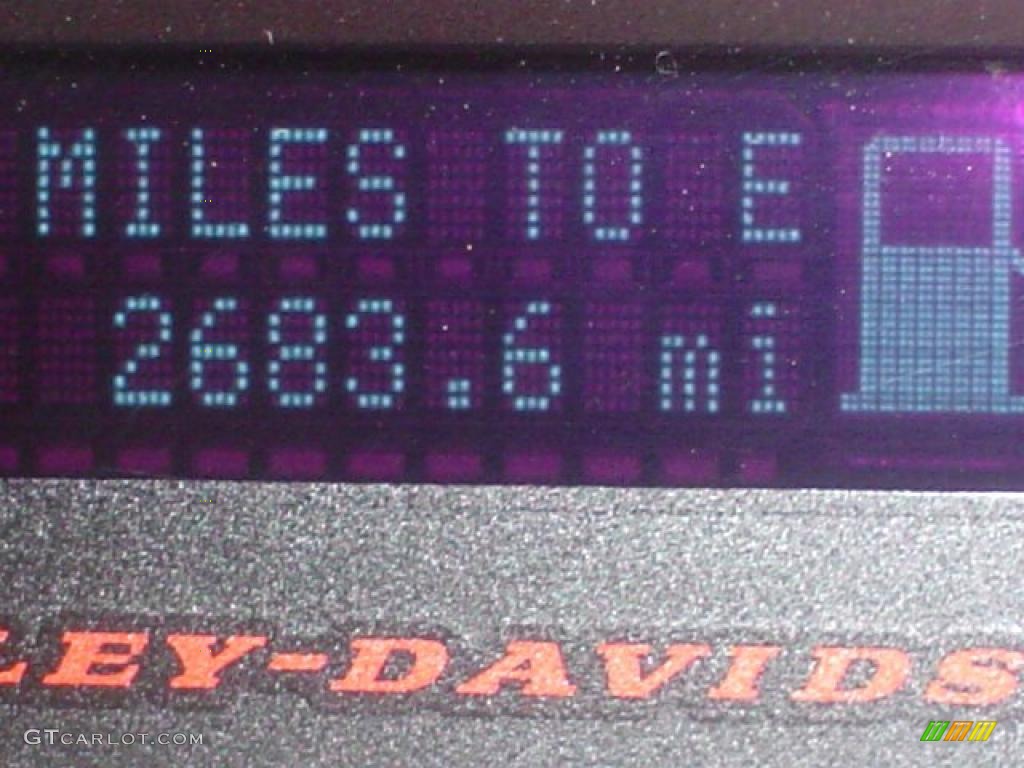 MILES TO E
2683.6 mi
LEY-DAVIDS
GTCARLOT.COM